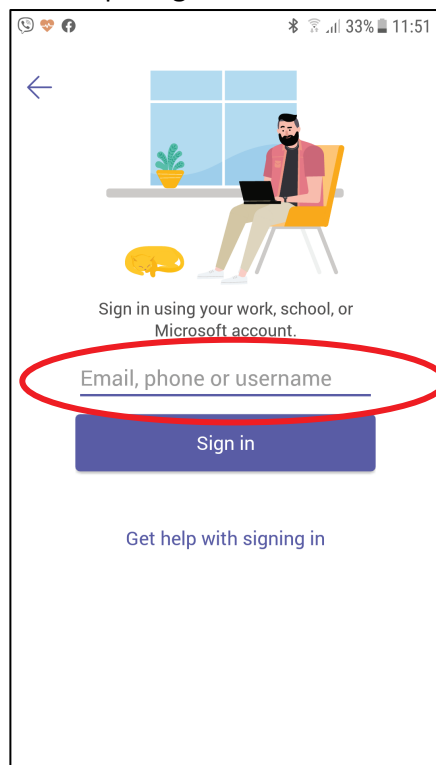 33% 11:51
Sign in using your work, school, or
Microsoft account.
Email, phone or username
Sign in
Get help with signing in